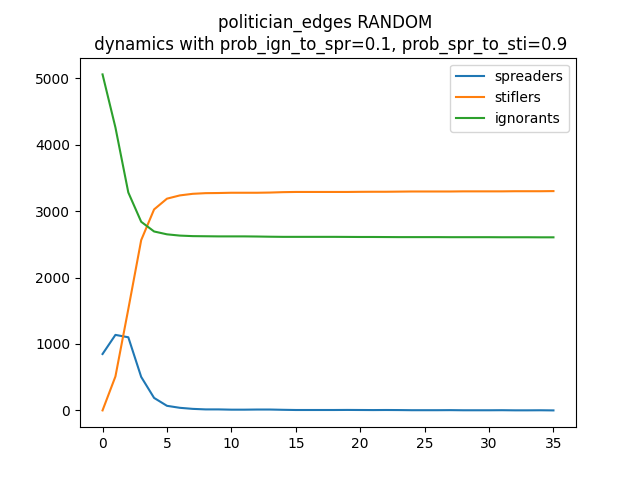 politician_edges RANDOM
dynamics with prob_ign_to_spr=0.1, prob_spr_to_sti=0.9
spreaders
stiflers
ignorants
5000
4000
3000
2000
1000
0
0 5 10 15 20 25 30 35